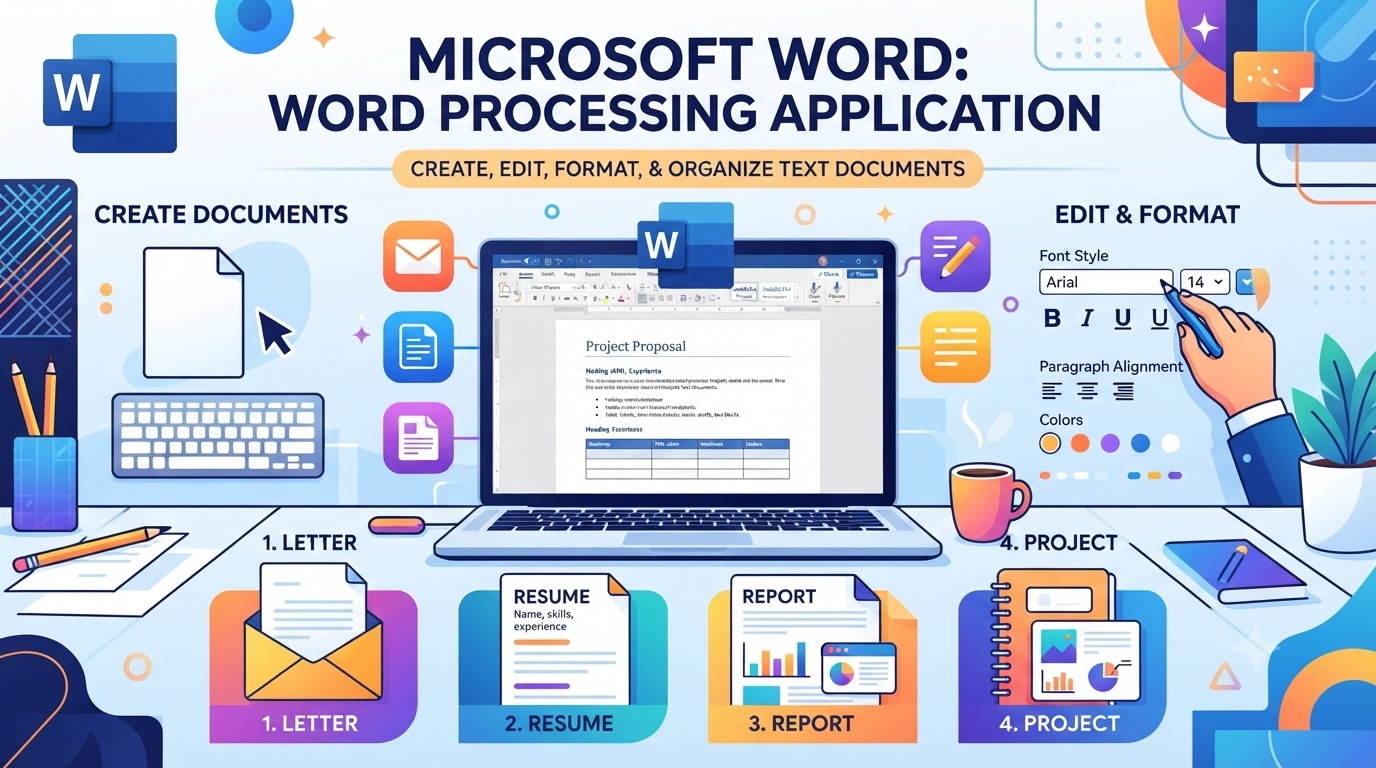 W
MICROSOFT WORD:
WORD PROCESSING APPLICATION
CREATE, EDIT, FORMAT, & ORGANIZE TEXT DOCUMENTS
CREATE DOCUMENTS
W
Project Proposal
EDIT & FORMAT
Font Style
Arial 14
B I U U
Paragraph Alignment
Colors
1. LETTER
4. PROJECT
RESUME
Name, skills,
experience
REPORT
1. LETTER
2. RESUME
3. REPORT
4. PROJECT